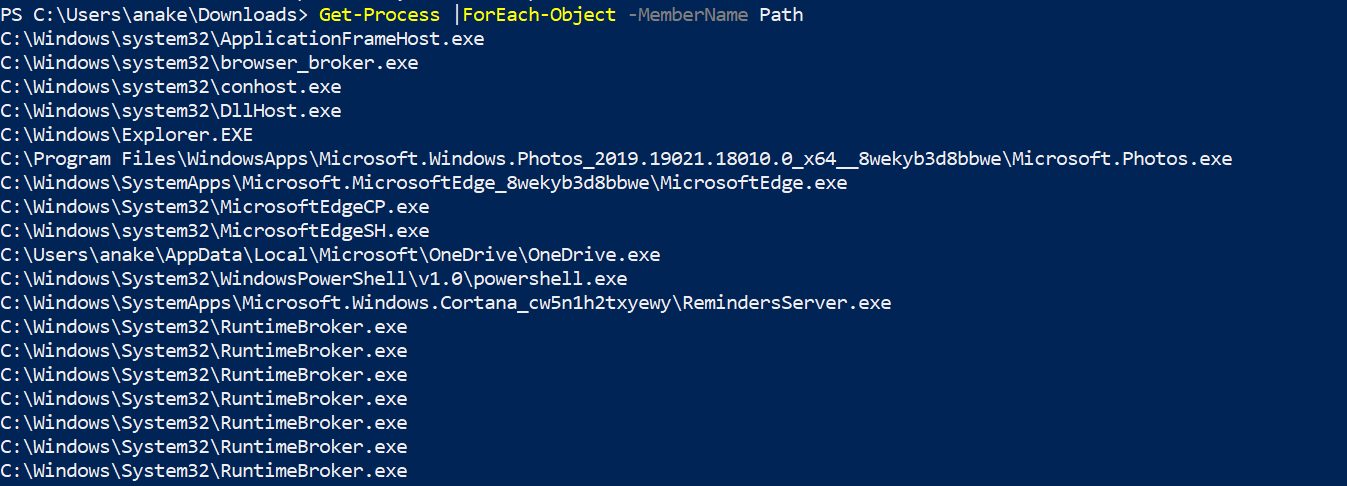 PS C:\Users\anake\Downloads> Get-Process |ForEach-Object -MemberName Path
C:\Windows\system32\ApplicationFrameHost.exe
C:\Windows\system32\browser_broker.exe
C:\Windows\system32\conhost.exe
C:\Windows\system32\DllHost.exe
C:\Windows\Explorer.EXE
C:\Program Files\WindowsApps\Microsoft.Windows.Photos_2019.19021.18010.0_x64__8wekyb3d8bbwe\Microsoft.Photos.exe
C:\Windows\SystemApps\Microsoft.MicrosoftEdge_8wekyb3d8bbwe\MicrosoftEdge.exe
C:\Windows\System32\MicrosoftEdgeCP.exe
C:\Windows\system32\MicrosoftEdgeSH.exe
C:\Users\anake\AppData\Local\Microsoft\OneDrive\OneDrive.exe
C:\Windows\System32\WindowsPowerShell\v1.0\powershell.exe
C:\Windows\SystemApps\Microsoft.Windows.Cortana_cw5n1h2txyewy\RemindersServer.exe
C:\Windows\System32\RuntimeBroker.exe
C:\Windows\System32\RuntimeBroker.exe
C:\Windows\System32\RuntimeBroker.exe
C:\Windows\System32\RuntimeBroker.exe
C:\Windows\System32\RuntimeBroker.exe
C:\Windows\System32\RuntimeBroker.exe
C:\Windows\System32\RuntimeBroker.exe